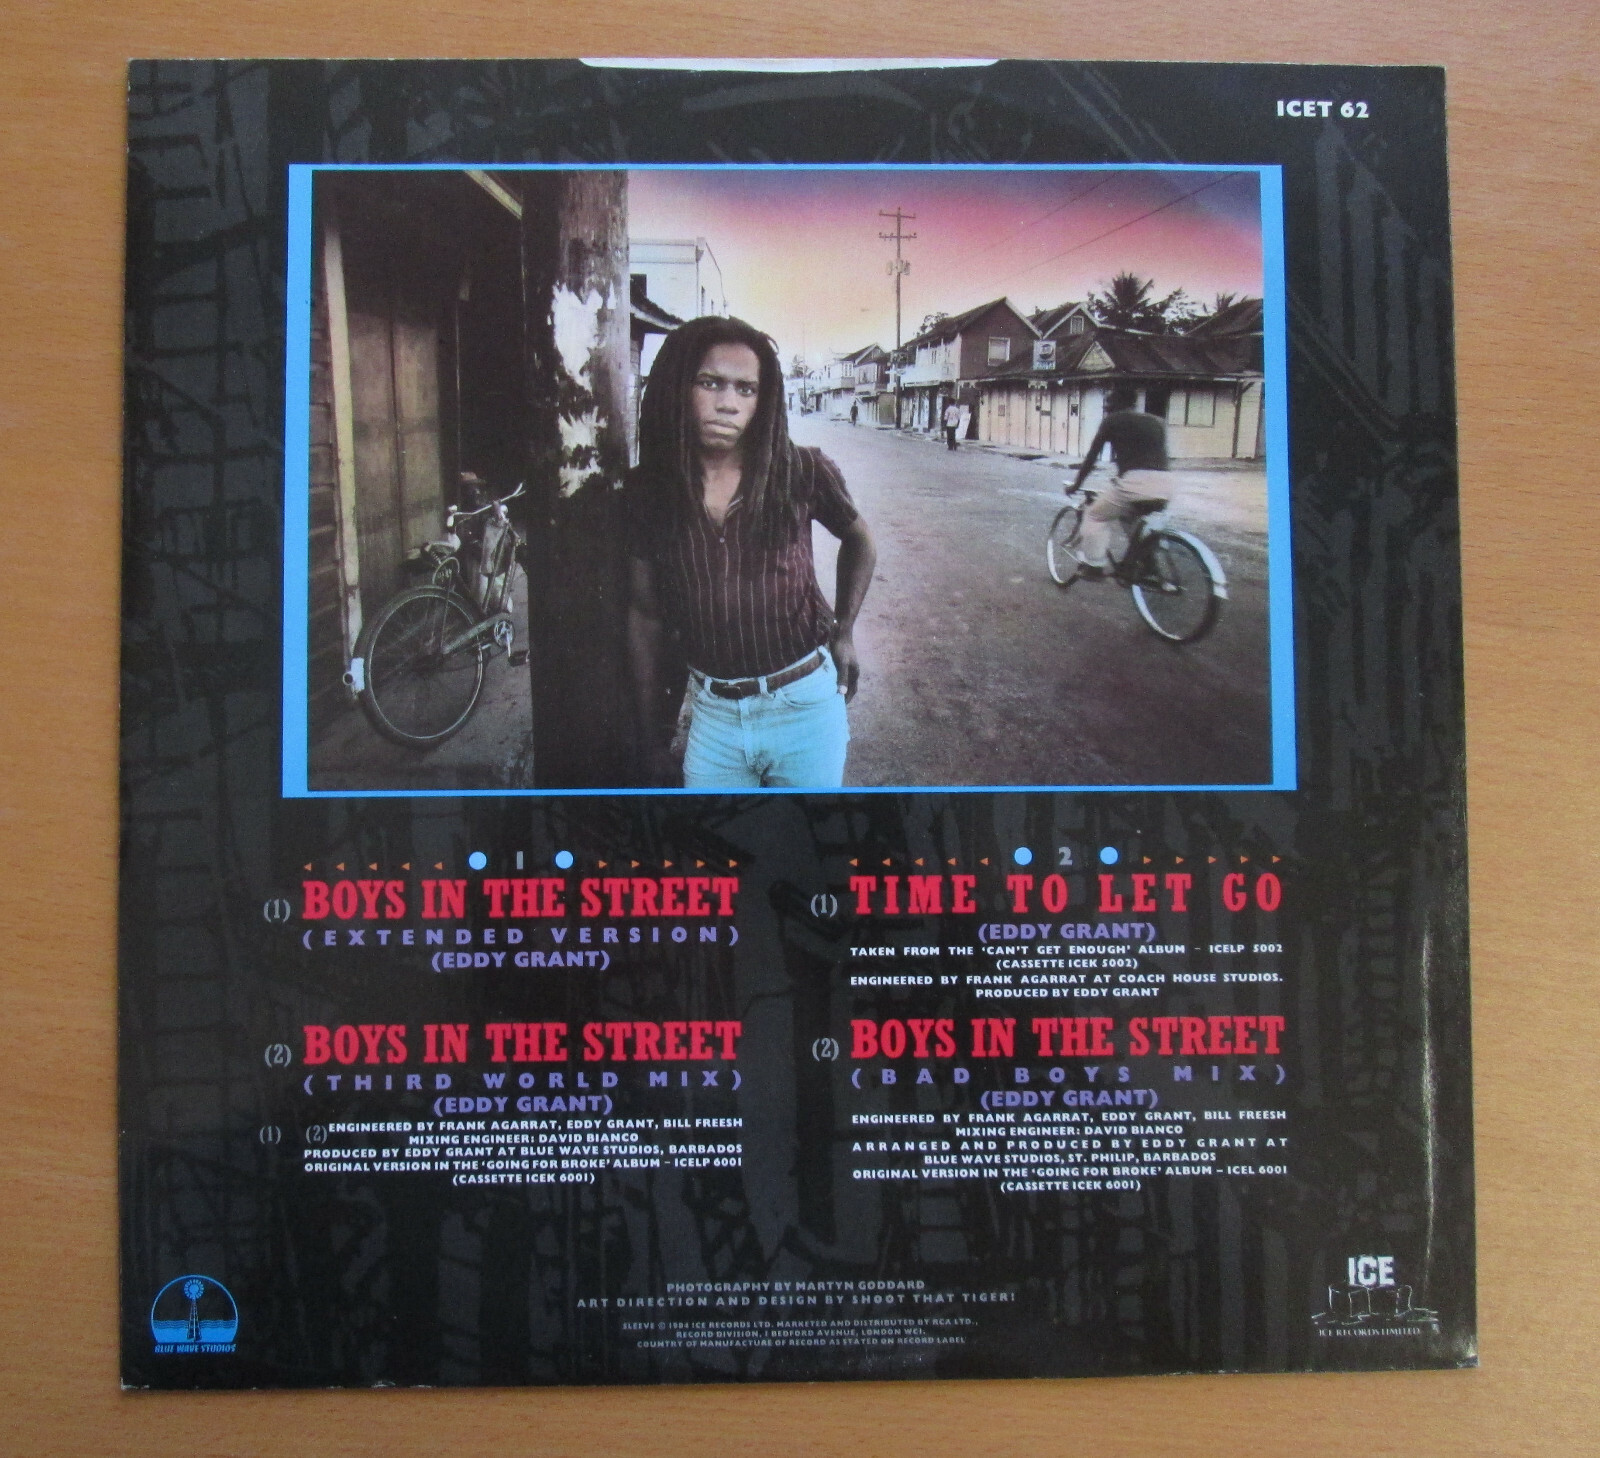 ICET 62
1
(1) BOYS IN THE STREET
(EXTENDED VERSION)
(EDDY GRANT)
(2) BOYS IN THE STREET
(THIRD WORLD MIX)
(EDDY GRANT)
(1) (2) ENGINEERED BY FRANK AGARRAT, EDDY GRANT, BILL FREESH
MIXING ENGINEER: DAVID BIANCO
PRODUCED BY EDDY GRANT AT BLUE WAVE STUDIOS, BARBADOS
ORIGINAL VERSION IN THE 'GOING FOR BROKE' ALBUM – ICELP 6001
(CASSETTE ICEK 6001)
2
(1) TIME TO LET GO
(EDDY GRANT)
TAKEN FROM THE 'CAN'T GET ENOUGH' ALBUM – ICELP 5002
(CASSETTE ICEK 5002)
ENGINEERED BY FRANK AGARRAT AT COACH HOUSE STUDIOS.
PRODUCED BY EDDY GRANT
(2) BOYS IN THE STREET
(BAD BOYS MIX)
(EDDY GRANT)
ENGINEERED BY FRANK AGARRAT, EDDY GRANT, BILL FREESH
MIXING ENGINEER: DAVID BIANCO
ARRANGED AND PRODUCED BY EDDY GRANT AT
BLUE WAVE STUDIOS, ST. PHILIP, BARBADOS
ORIGINAL VERSION IN THE 'GOING FOR BROKE' ALBUM – ICEL 6001
(CASSETTE ICEK 6001)
PHOTOGRAPHY BY MARTYN GODDARD
ART DIRECTION AND DESIGN BY SHOOT THAT TIGER!
SLEEVE © 1984 ICE RECORDS LTD. MARKETED AND DISTRIBUTED BY RCA LTD.,
RECORD DIVISION, 1 BEDFORD AVENUE, LONDON WC1.
COUNTRY OF MANUFACTURE OF RECORD AS STATED ON RECORD LABEL
BLUE WAVE STUDIOS
ICE
ICE RECORDS LIMITED